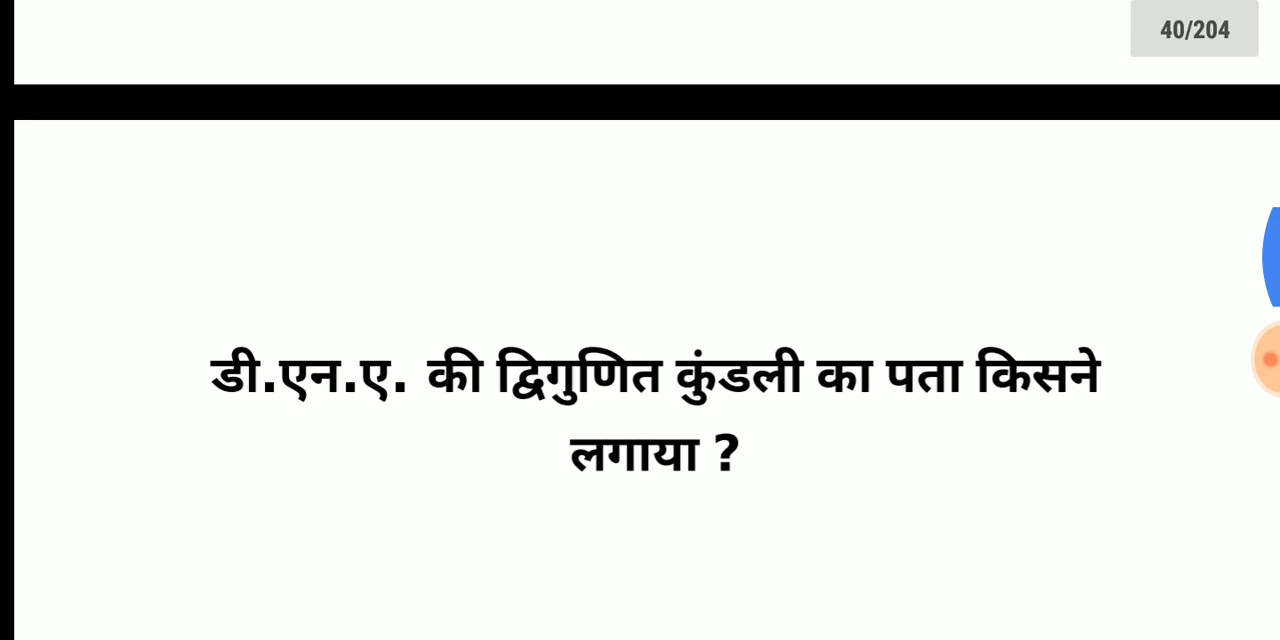 40/204
डी.एन.ए. की द्विगुणित कुंडली का पता किसने
लगाया ?